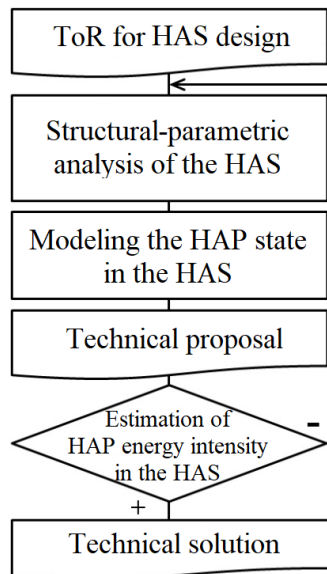 ToR for HAS design
Structural-parametric
analysis of the HAS
Modeling the HAP state
in the HAS
Technical proposal
Estimation of
HAP energy intensity
in the HAS
-
+
Technical solution